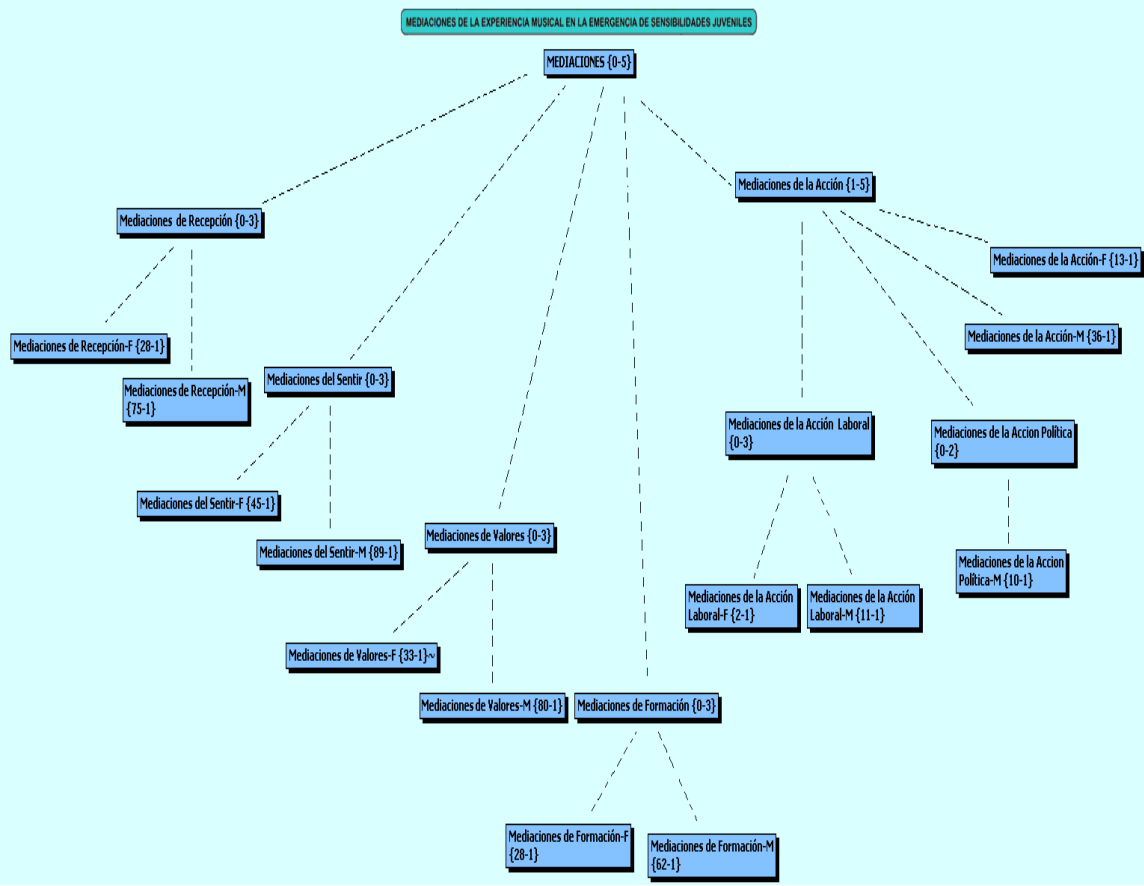 MEDIACIONES DE LA EXPERIENCIA MUSICAL EN LA EMERGENCIA DE SENSIBILIDADES JUVENILES
MEDIACIONES {0-5}
Mediaciones de la Acción {1-5}
Mediaciones de Recepción {0-3}
Mediaciones de la Acción-F {13-1}
Mediaciones de la Acción-M {36-1}
Mediaciones de Recepción-F {28-1}
Mediaciones de Recepción-M
{75-1}
Mediaciones del Sentir {0-3}
Mediaciones de la Acción Laboral
{0-3}
Mediaciones de la Accion Política
{0-2}
Mediaciones del Sentir-F {45-1}
Mediaciones del Sentir-M {89-1}
Mediaciones de Valores {0-3}
Mediaciones de la Accion
Política-M {10-1}
Mediaciones de la Acción
Laboral-F {2-1}
Mediaciones de la Acción
Laboral-M {11-1}
Mediaciones de Valores-F {33-1}~
Mediaciones de Valores-M {80-1}
Mediaciones de Formación {0-3}
Mediaciones de Formación-F
{28-1}
Mediaciones de Formación-M
{62-1}